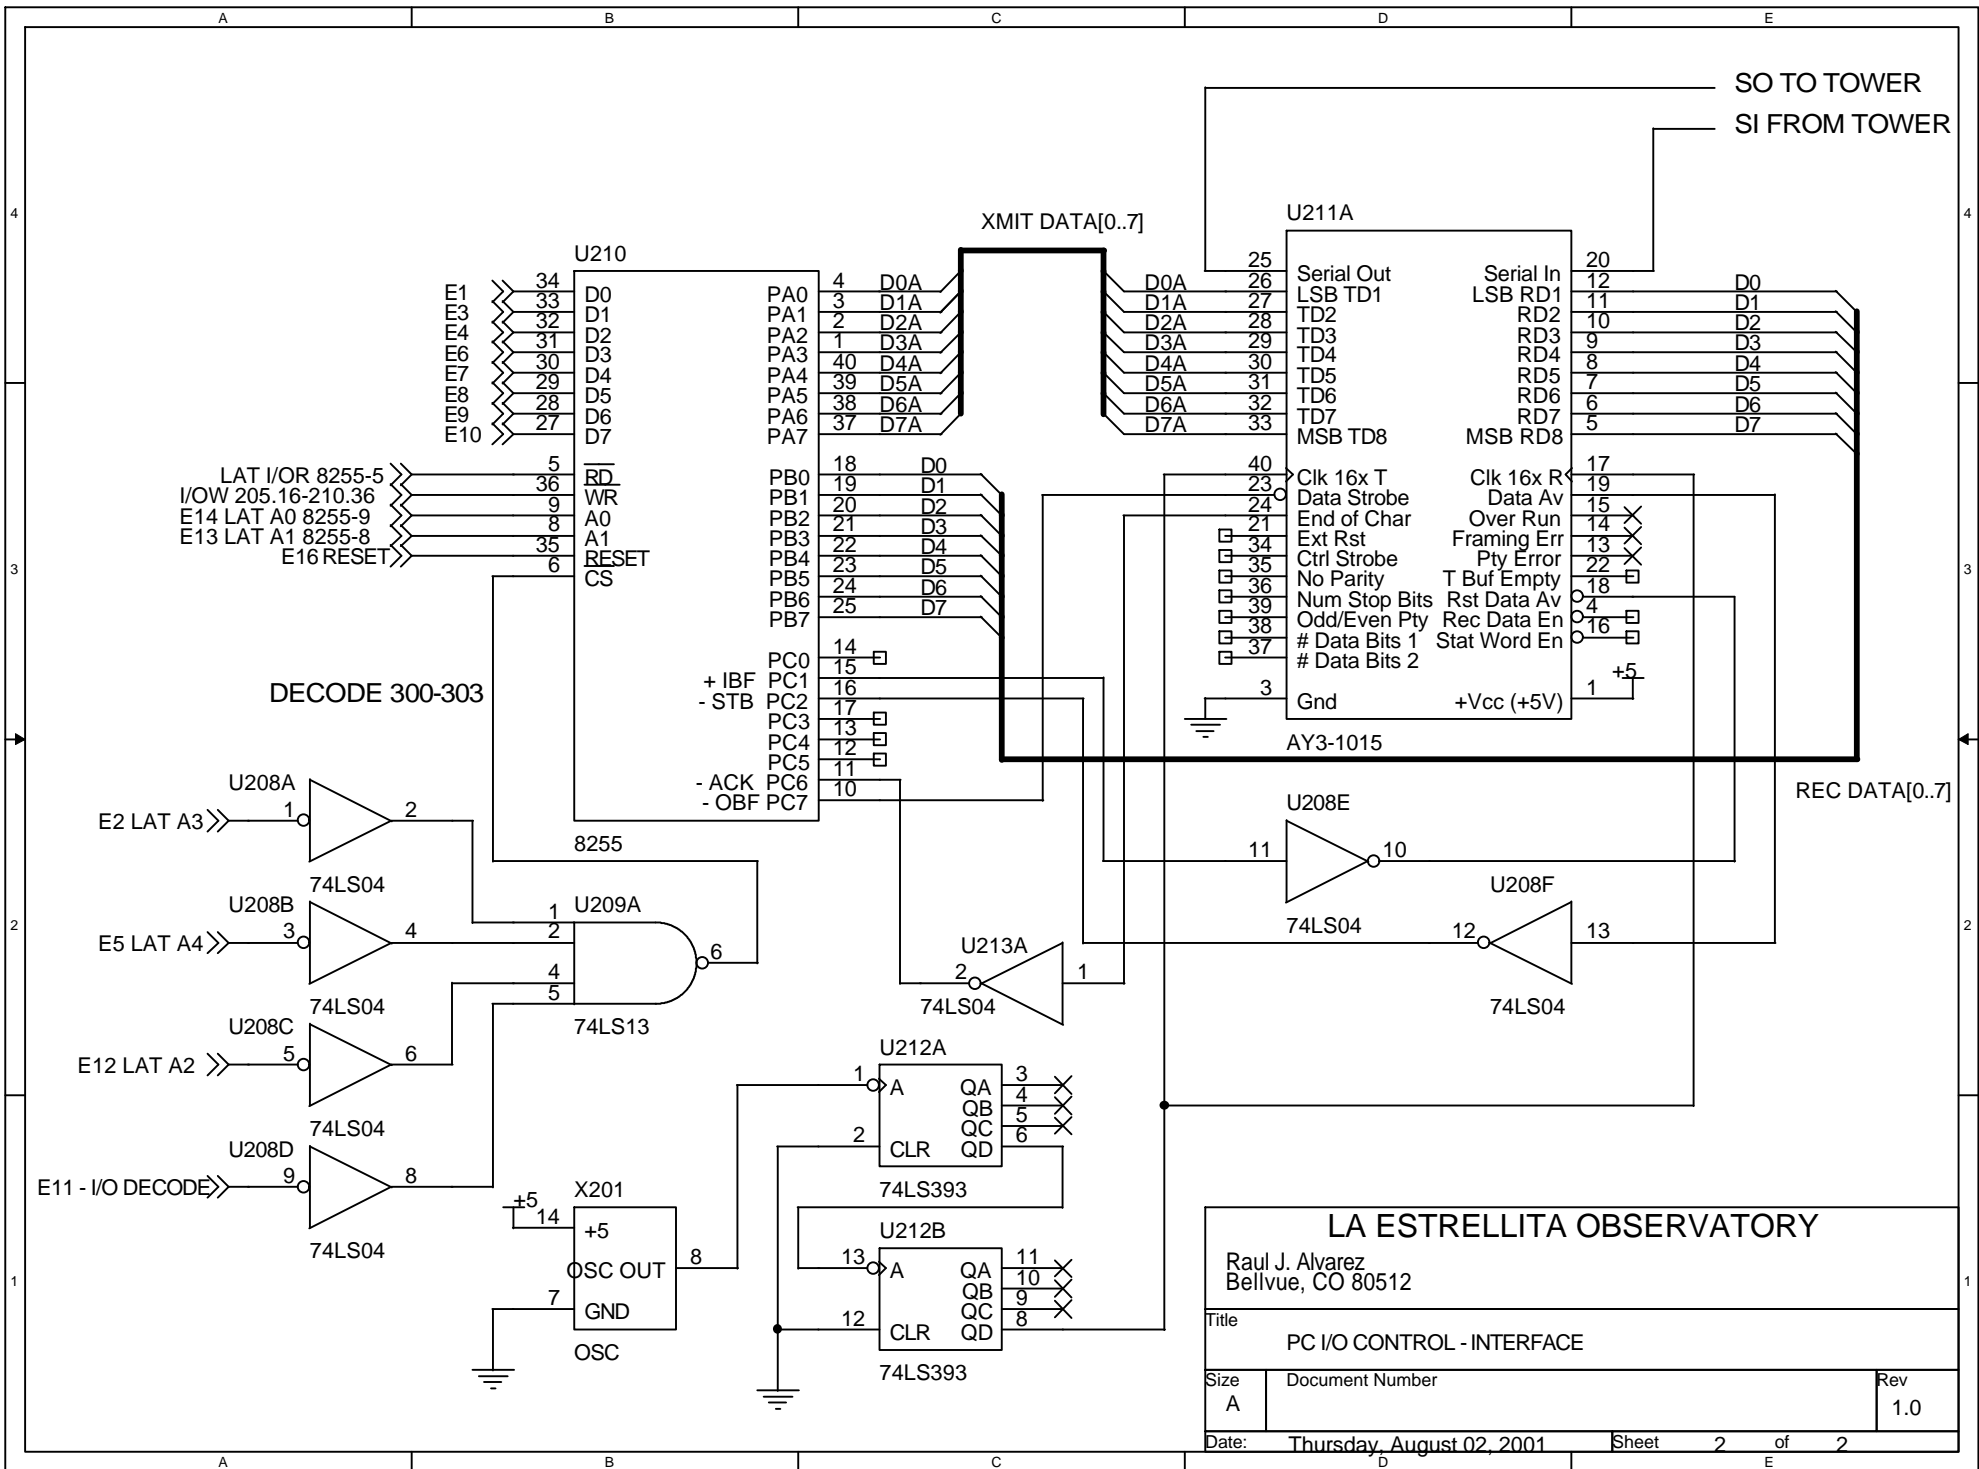 A B C D E
SO TO TOWER
SI FROM TOWER
4 4
XMIT DATA[0..7]
U210
E1 34 D0
E3 33 D1
E4 32 D2
E6 31 D3
E7 30 D4
E8 29 D5
E9 28 D6
E10 27 D7
LAT I/OR 8255-5 5 RD
I/OW 205.16-210.36 36 WR
E14 LAT A0 8255-9 9 A0
E13 LAT A1 8255-8 8 A1
E16 RESET 35 RESET
6 CS
PA0 4 D0A
PA1 3 D1A
PA2 2 D2A
PA3 1 D3A
PA4 40 D4A
PA5 39 D5A
PA6 38 D6A
PA7 37 D7A
PB0 18 D0
PB1 19 D1
PB2 20 D2
PB3 21 D3
PB4 22 D4
PB5 23 D5
PB6 24 D6
PB7 25 D7
PC0 14
+ IBF PC1 15
- STB PC2 16
PC3 17
PC4 13
PC5 12
- ACK PC6 11
- OBF PC7 10
8255
U211A
25 Serial Out
D0A 26 LSB TD1
D1A 27 TD2
D2A 28 TD3
D3A 29 TD4
D4A 30 TD5
D5A 31 TD6
D6A 32 TD7
D7A 33 MSB TD8
40 Clk 16x T
23 Data Strobe
24 End of Char
21 Ext Rst
34 Ctrl Strobe
35 No Parity
36 Num Stop Bits
39 Odd/Even Pty
38 # Data Bits 1
37 # Data Bits 2
3 Gnd
Serial In 20
LSB RD1 12 D0
RD2 11 D1
RD3 10 D2
RD4 9 D3
RD5 8 D4
RD6 7 D5
RD7 6 D6
MSB RD8 5 D7
Clk 16x R 17
Data Av 19
Over Run 15
Framing Err 14
Pty Error 13
T Buf Empty 22
Rst Data Av 18
Rec Data En 4
Stat Word En 16
+Vcc (+5V) 1 +5
AY3-1015
REC DATA[0..7]
3 3
DECODE 300-303
U208A
E2 LAT A3 1 2
74LS04
U208B
E5 LAT A4 3 4
74LS04
U208C
E12 LAT A2 5 6
74LS04
U208D
E11 - I/O DECODE 9 8
74LS04
U209A
1
2
4
5
6
74LS13
U208E
11 10
74LS04
U208F
12 13
74LS04
U213A
2 1
74LS04
2 2
U212A
1 A QA 3
QB 4
QC 5
2 CLR QD 6
74LS393
X201
+5 14 +5
OSC OUT 8
7 GND
OSC
U212B
13 A QA 11
QB 10
QC 9
12 CLR QD 8
74LS393
1 1
LA ESTRELLITA OBSERVATORY
Raul J. Alvarez
Bellvue, CO 80512
Title
PC I/O CONTROL - INTERFACE
Size Document Number Rev
A 1.0
Date: Thursday, August 02, 2001 Sheet 2 of 2
A B C D E